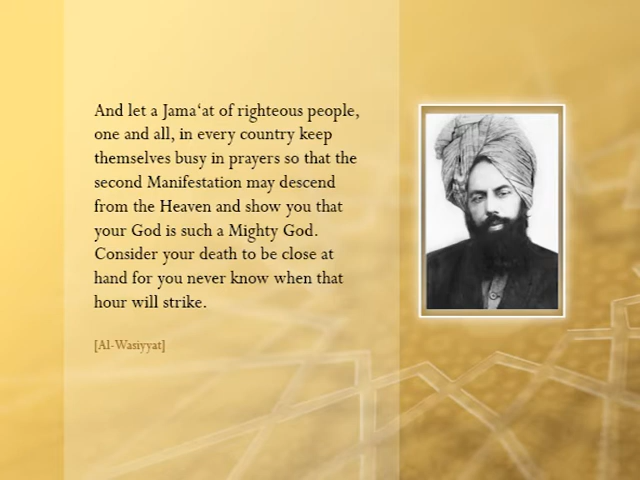 And let a Jama‘at of righteous people,
one and all, in every country keep
themselves busy in prayers so that the
second Manifestation may descend
from the Heaven and show you that
your God is such a Mighty God.
Consider your death to be close at
hand for you never know when that
hour will strike.
[Al-Wasiyyat]